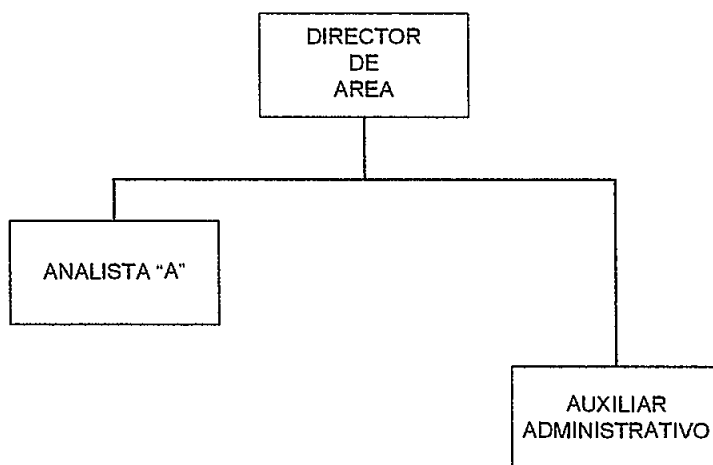 DIRECTOR
DE
AREA
ANALISTA "A"
AUXILIAR
ADMINISTRATIVO